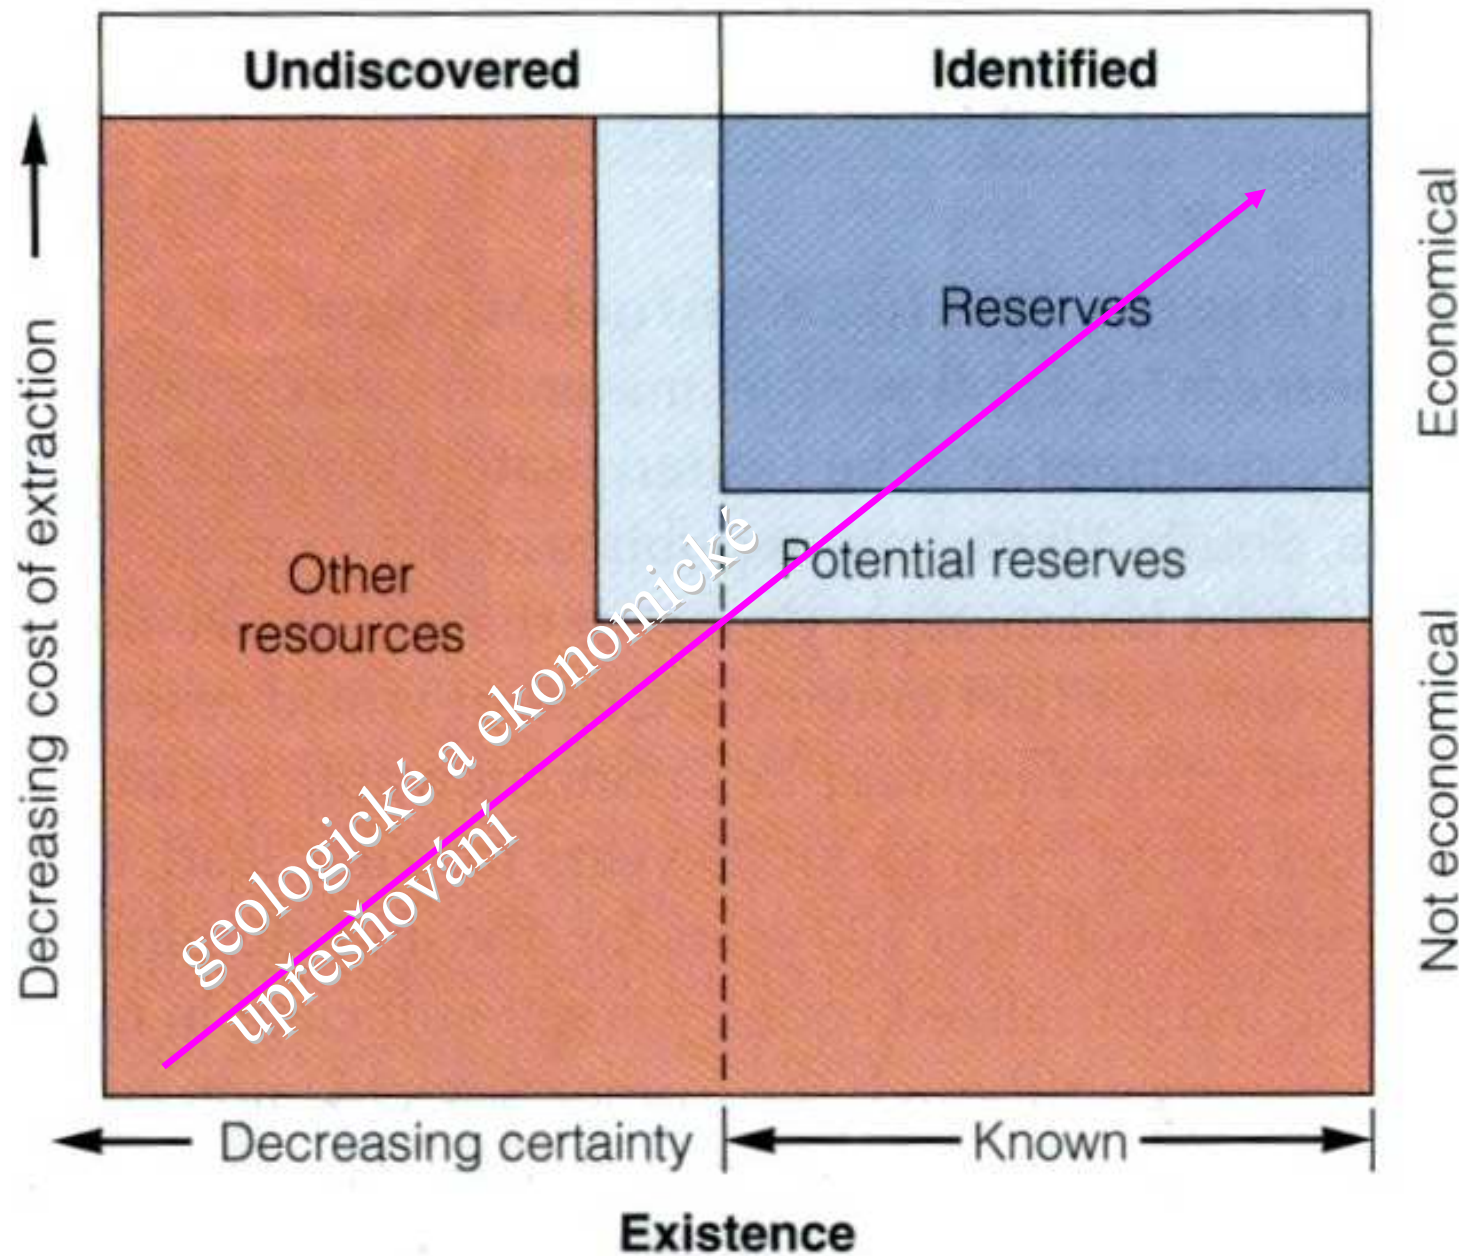 Undiscovered
Identified
Decreasing cost of extraction
Economical
Not economical
Reserves
Potential reserves
Other
resources
geologické a ekonomické
upřesňování
Decreasing certainty
Known
Existence